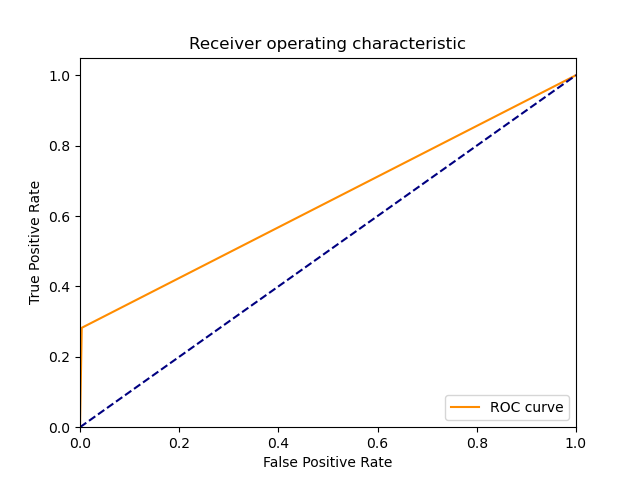 Receiver operating characteristic
True Positive Rate
1.0
0.8
0.6
0.4
0.2
0.0
ROC curve
0.0 0.2 0.4 0.6 0.8 1.0
False Positive Rate